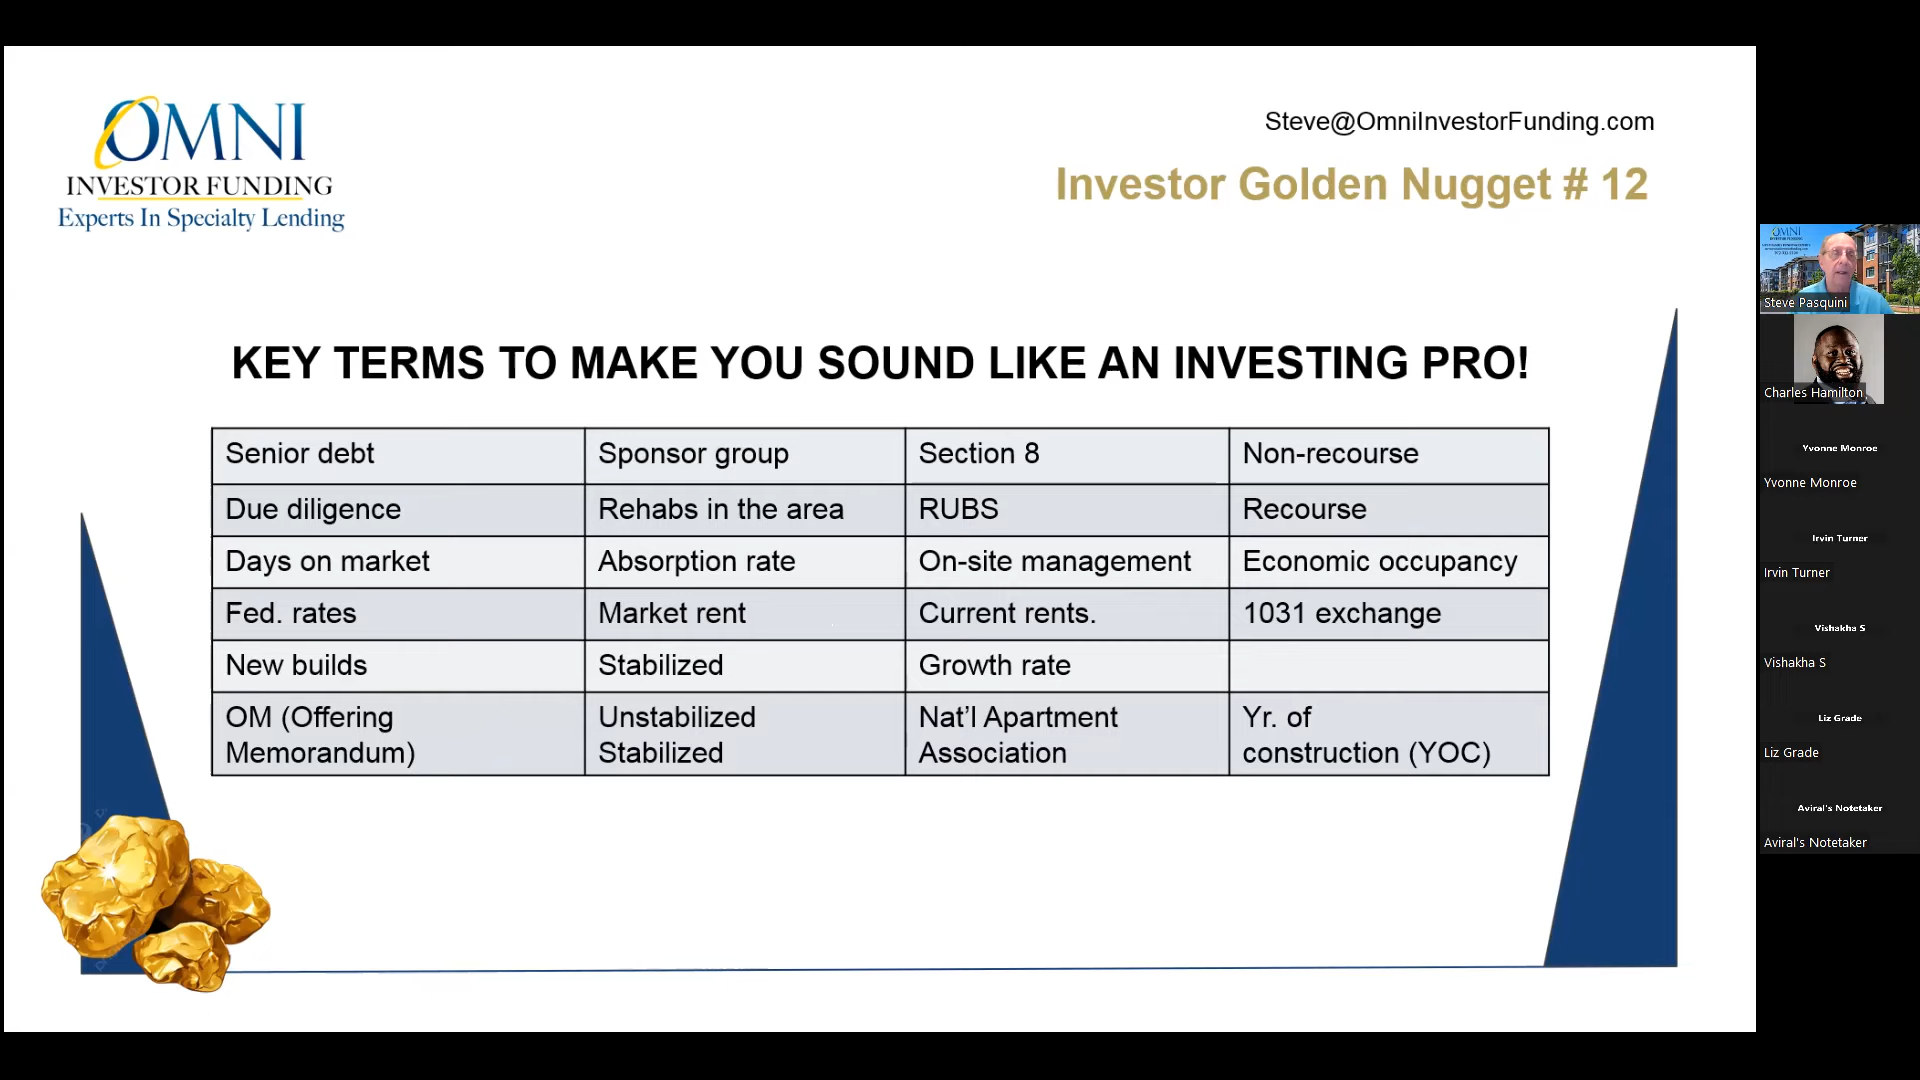 OMNI
INVESTOR FUNDING
Experts In Specialty Lending
Steve@OmniInvestorFunding.com
Investor Golden Nugget # 12
KEY TERMS TO MAKE YOU SOUND LIKE AN INVESTING PRO!
Senior debt
Sponsor group
Section 8
Non-recourse
Due diligence
Rehabs in the area
RUBS
Recourse
Days on market
Absorption rate
On-site management
Economic occupancy
Fed. rates
Market rent
Current rents.
1031 exchange
New builds
Stabilized
Growth rate
OM (Offering
Memorandum)
Unstabilized
Stabilized
Nat’l Apartment
Association
Yr. of
construction (YOC)
OMNI
Steve Pasquini
Charles Hamilton
Yvonne Monroe
Yvonne Monroe
Irvin Turner
Irvin Turner
Vishakha S
Vishakha S
Liz Grade
Liz Grade
Aviral's Notetaker
Aviral's Notetaker